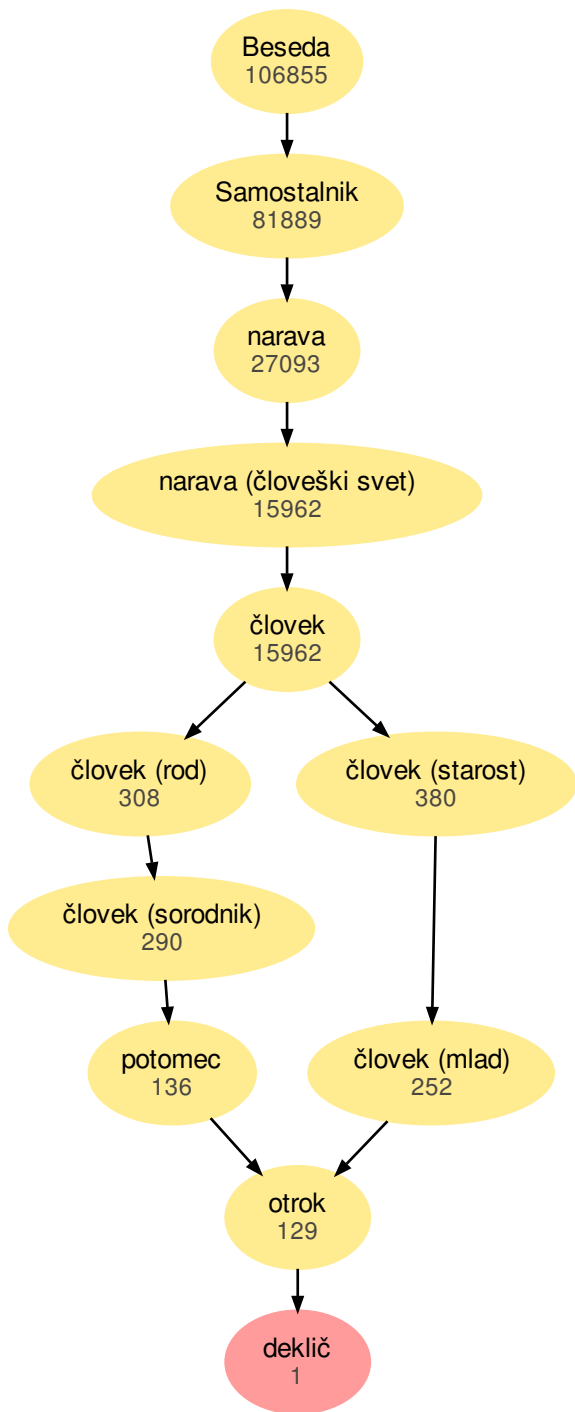 Beseda
106855
Samostalnik
81889
narava
27093
narava (človeški svet)
15962
človek
15962
človek (rod)
308
človek (starost)
380
človek (sorodnik)
290
potomec
136
človek (mlad)
252
otrok
129
deklič
1